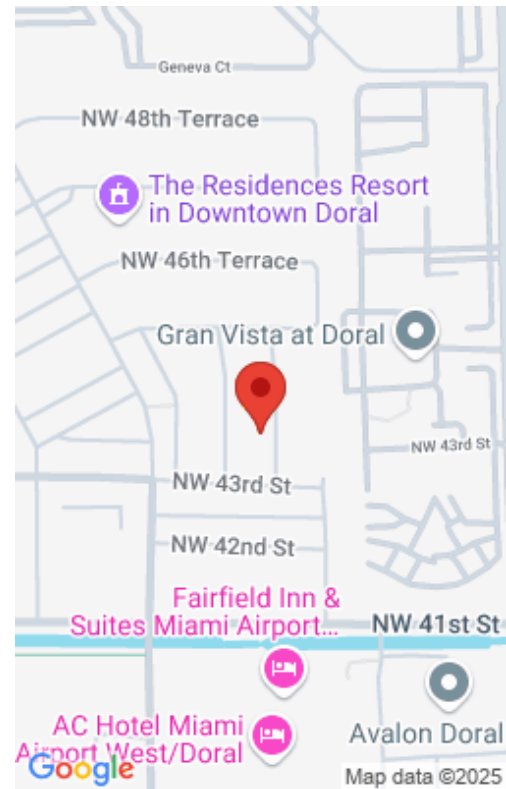 Geneva Ct
NW 48th Terrace
The Residences Resort
in Downtown Doral
NW 46th Terrace
Gran Vista at Doral
NW 43rd St
NW 43rd St
NW 42nd St
Fairfield Inn &
Suites Miami Airport...
NW 41st St
AC Hotel Miami
Airport West/Doral
Avalon Doral
Google
Map data ©2025